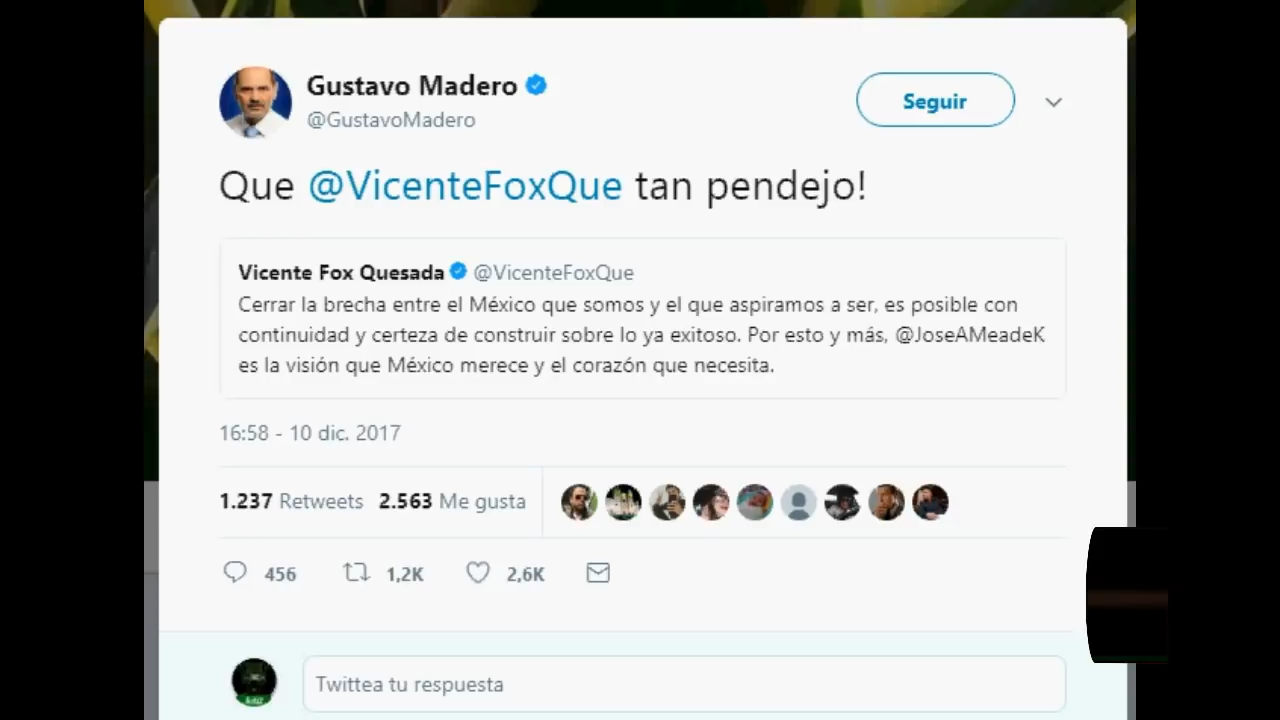 Gustavo Madero
@GustavoMadero
Seguir
Que @VicenteFoxQue tan pendejo!
Vicente Fox Quesada @VicenteFoxQue
Cerrar la brecha entre el México que somos y el que aspiramos a ser, es posible con
continuidad y certeza de construir sobre lo ya exitoso. Por esto y más, @JoseAMeadeK
es la visión que México merece y el corazón que necesita.
16:58 - 10 dic. 2017
1.237 Retweets 2.563 Me gusta
456 1,2K 2,6K
Twittea tu respuesta